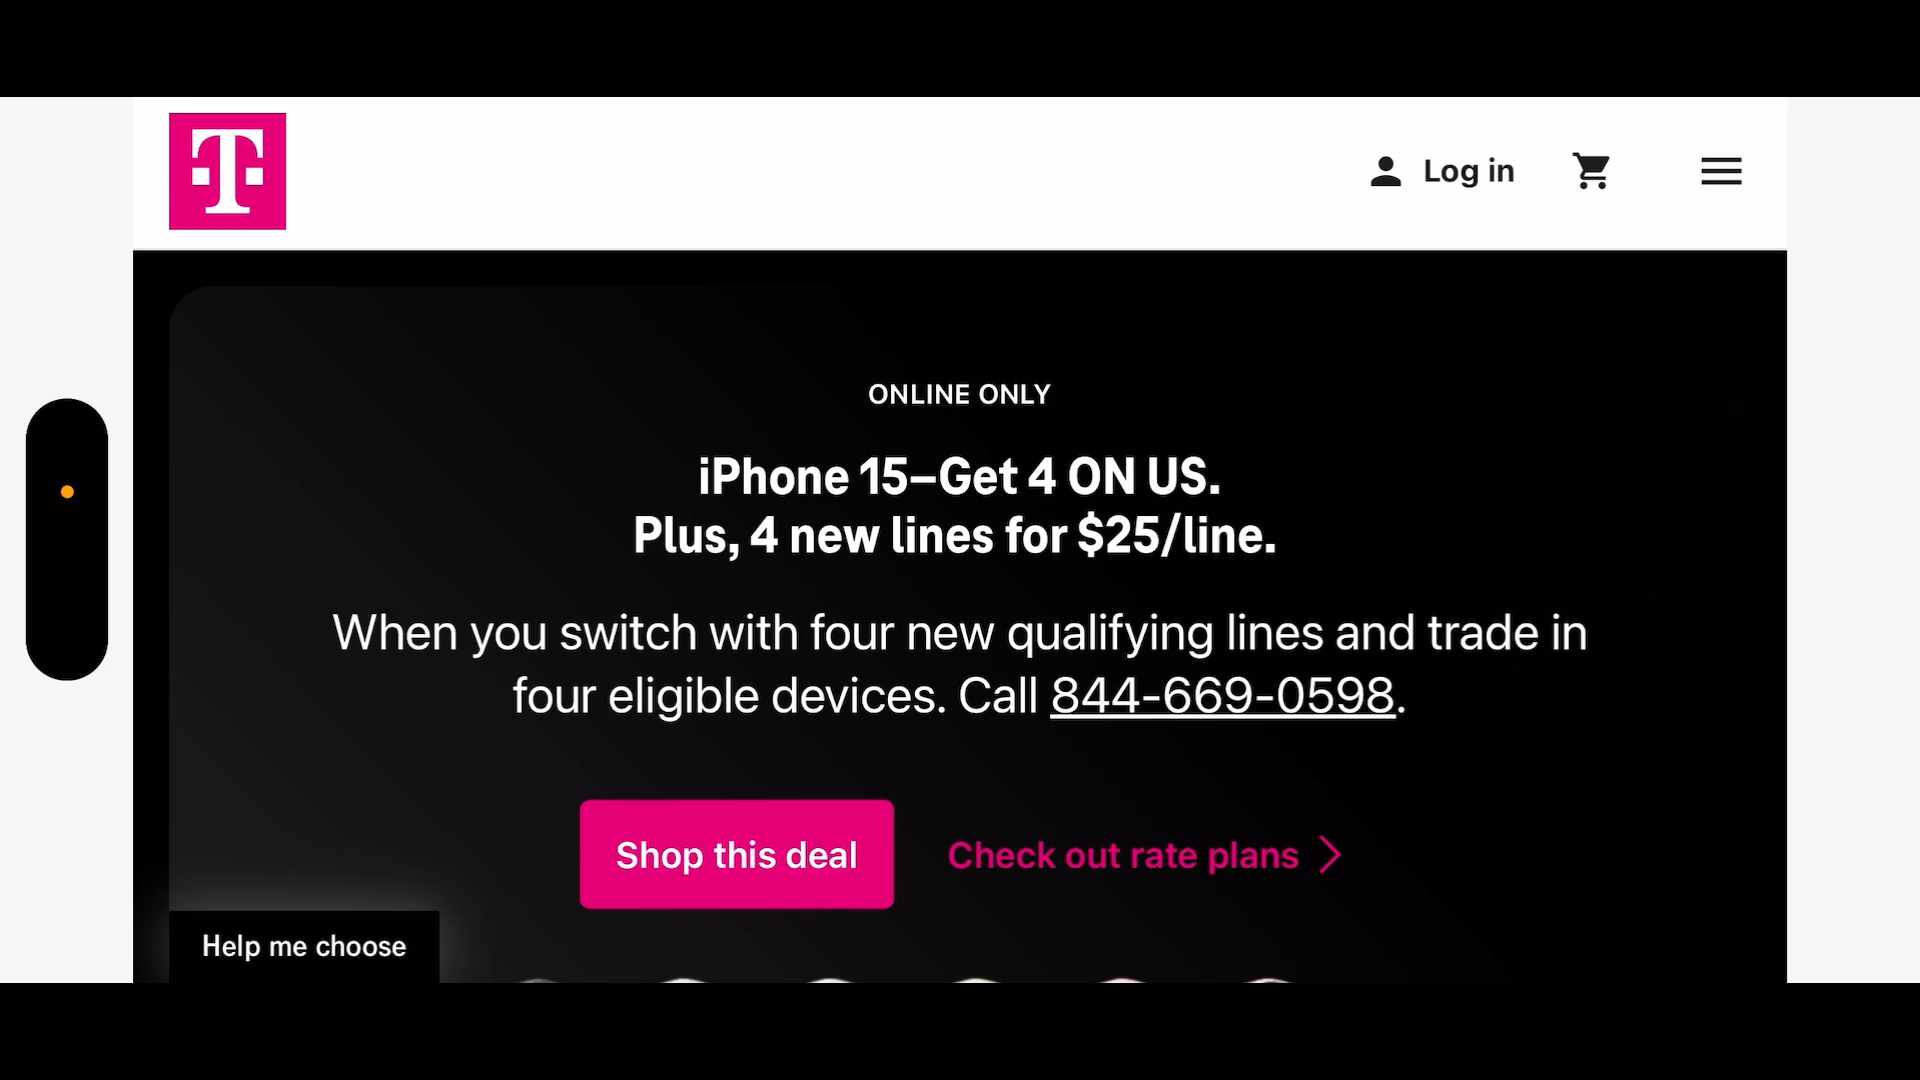 T
Log in
ONLINE ONLY
iPhone 15–Get 4 ON US.
Plus, 4 new lines for $25/line.
When you switch with four new qualifying lines and trade in
four eligible devices. Call 844-669-0598.
Shop this deal
Check out rate plans
Help me choose